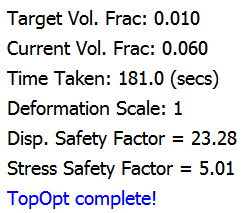 Target Vol. Frac: 0.010
Current Vol. Frac: 0.060
Time Taken: 181.0 (secs)
Deformation Scale: 1
Disp. Safety Factor = 23.28
Stress Safety Factor = 5.01
TopOpt complete!